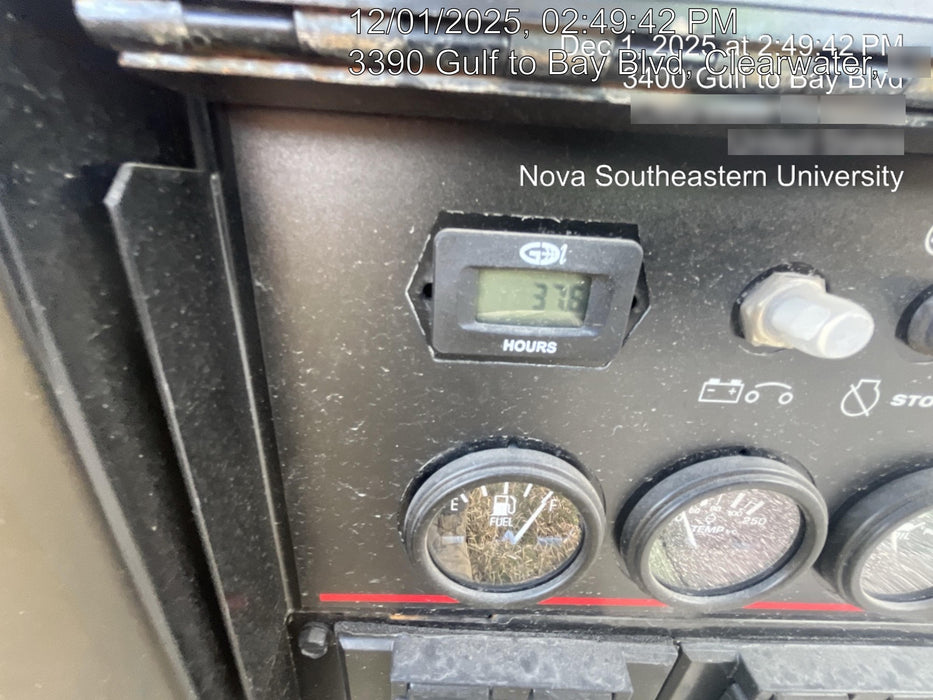 12/01/2025, 02:49:42 PM
Dec 1, 2025 at 2:49:42 PM
3390 Gulf to Bay Blvd, Clearwater,
3400 Gulf to Bay Blvd
Nova Southeastern University
GDI
HOURS
STO
E F
FUEL
250
TEMP